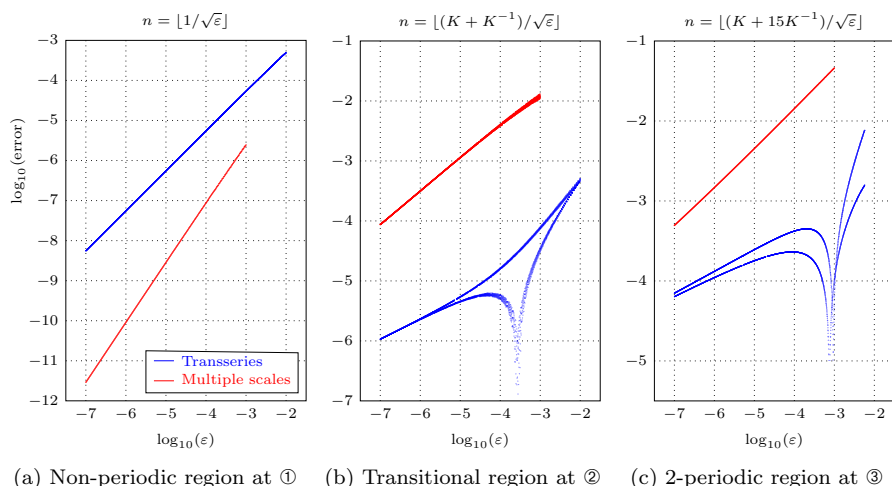 n = ⌊1/√ε⌋
n = ⌊(K + K⁻¹)/√ε⌋
n = ⌊(K + 15K⁻¹)/√ε⌋
log₁₀(error)
−3
−4
−5
−6
−7
−8
−9
−10
−11
−12
Transseries
Multiple scales
−7 −6 −5 −4 −3 −2
log₁₀(ε)
−1
−2
−3
−4
−5
−6
−7
−7 −6 −5 −4 −3 −2
log₁₀(ε)
−1
−2
−3
−4
−5
−7 −6 −5 −4 −3 −2
log₁₀(ε)
(a) Non-periodic region at ①
(b) Transitional region at ②
(c) 2-periodic region at ③